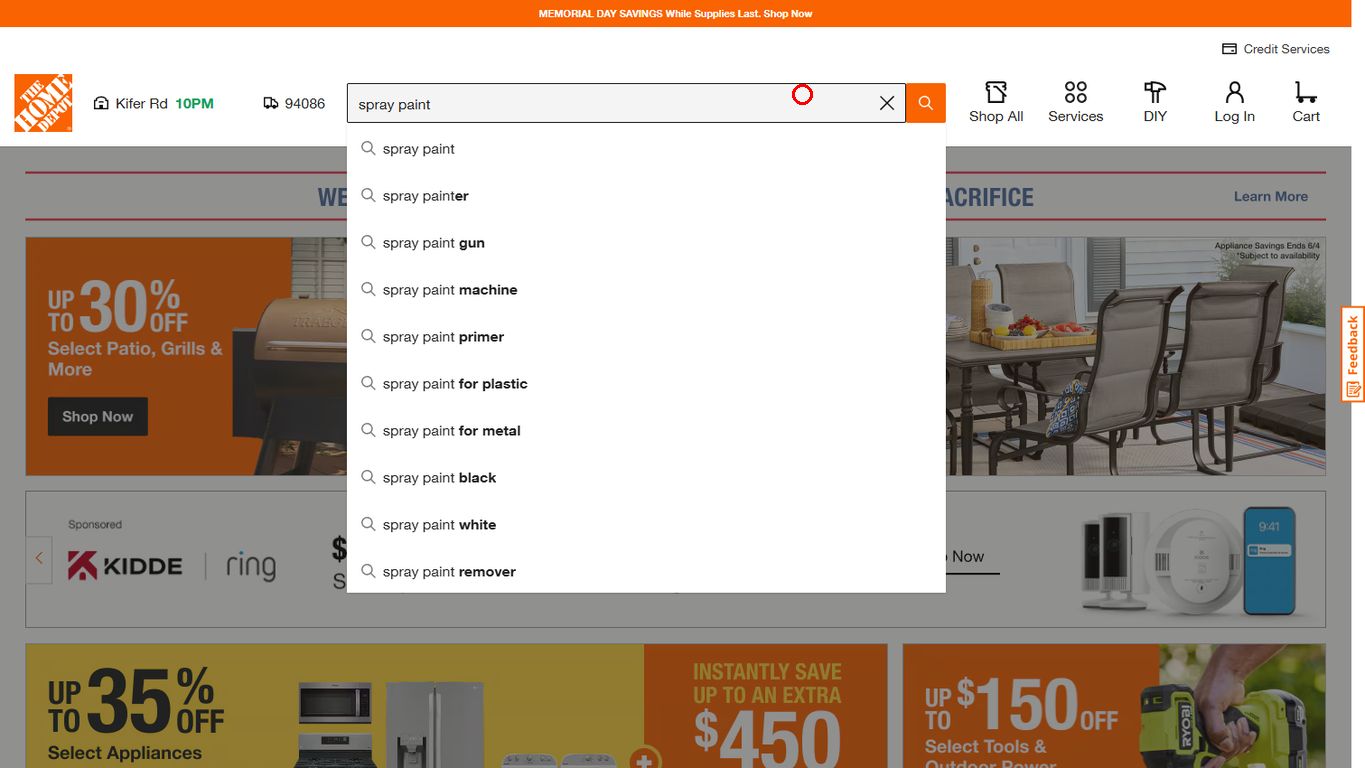 MEMORIAL DAY SAVINGS While Supplies Last. Shop Now
Credit Services
THE HOME DEPOT
Kifer Rd 10PM
94086
spray paint
Shop All
Services
DIY
Log In
Cart
spray paint
spray painter
spray paint gun
spray paint machine
spray paint primer
spray paint for plastic
spray paint for metal
spray paint black
spray paint white
spray paint remover
WE
ACRIFICE
Learn More
UP TO 30% OFF
Select Patio, Grills &
More
Shop Now
Appliance Savings Ends 6/4
*Subject to availability
Feedback
Sponsored
KIDDE
ring
$
S
Now
9:41
UP TO 35% OFF
Select Appliances
INSTANTLY SAVE
UP TO AN EXTRA
$450
UP TO $150 OFF
Select Tools &
Outdoor Power
RYOBI